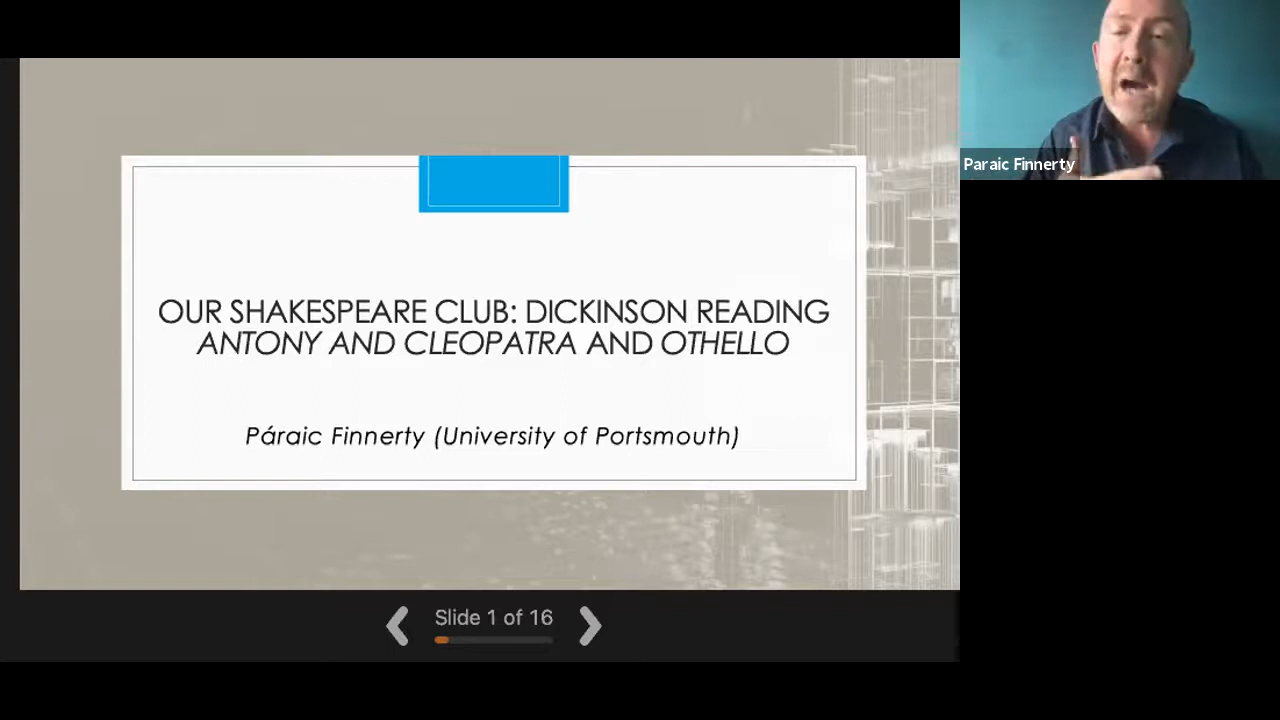 OUR SHAKESPEARE CLUB: DICKINSON READING
ANTONY AND CLEOPATRA AND OTHELLO
Páraic Finnerty (University of Portsmouth)
Slide 1 of 16
Paraic Finnerty